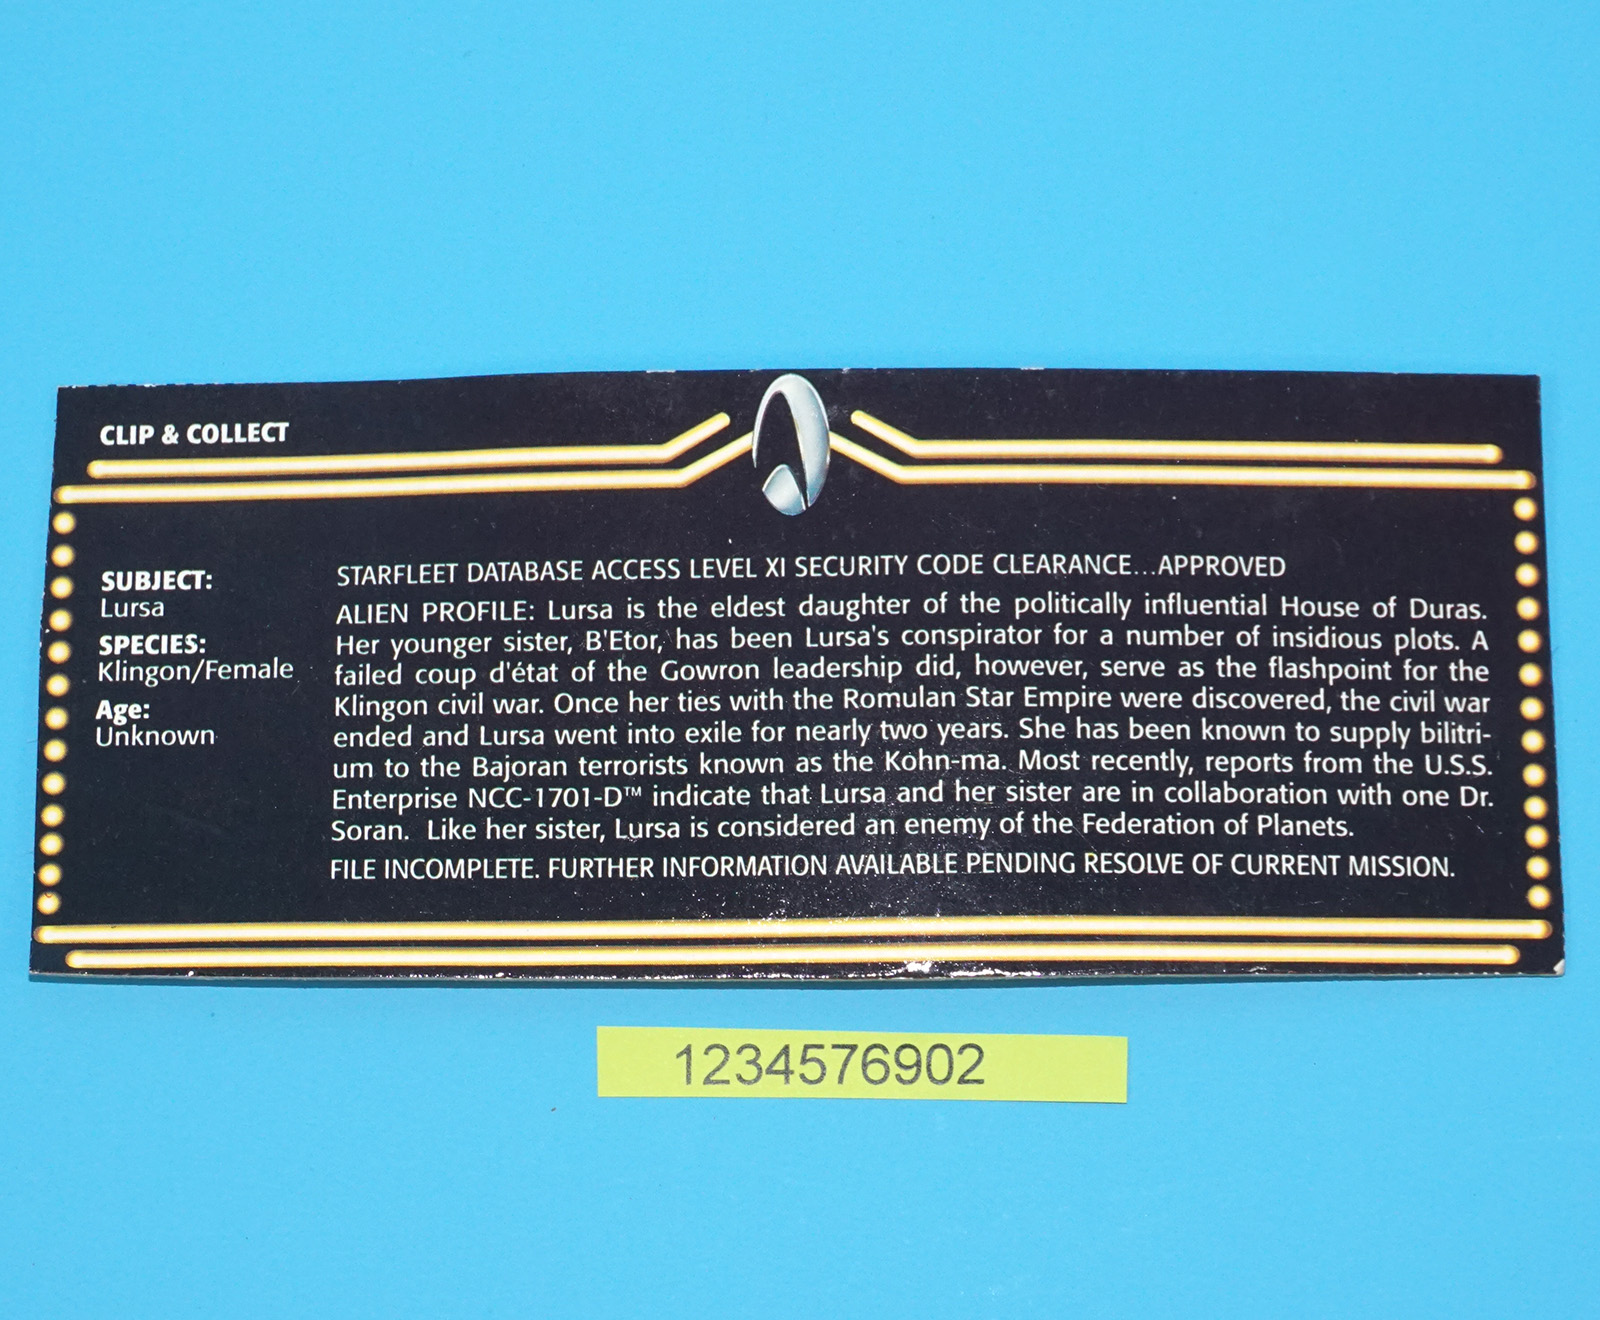 CLIP & COLLECT
SUBJECT:
Lursa
SPECIES:
Klingon/Female
Age:
Unknown
STARFLEET DATABASE ACCESS LEVEL XI SECURITY CODE CLEARANCE...APPROVED
ALIEN PROFILE: Lursa is the eldest daughter of the politically influential House of Duras.
Her younger sister, B'Etor, has been Lursa's conspirator for a number of insidious plots. A
failed coup d'état of the Gowron leadership did, however, serve as the flashpoint for the
Klingon civil war. Once her ties with the Romulan Star Empire were discovered, the civil war
ended and Lursa went into exile for nearly two years. She has been known to supply bilitri-
um to the Bajoran terrorists known as the Kohn-ma. Most recently, reports from the U.S.S.
Enterprise NCC-1701-D™ indicate that Lursa and her sister are in collaboration with one Dr.
Soran. Like her sister, Lursa is considered an enemy of the Federation of Planets.
FILE INCOMPLETE. FURTHER INFORMATION AVAILABLE PENDING RESOLVE OF CURRENT MISSION.
1234576902